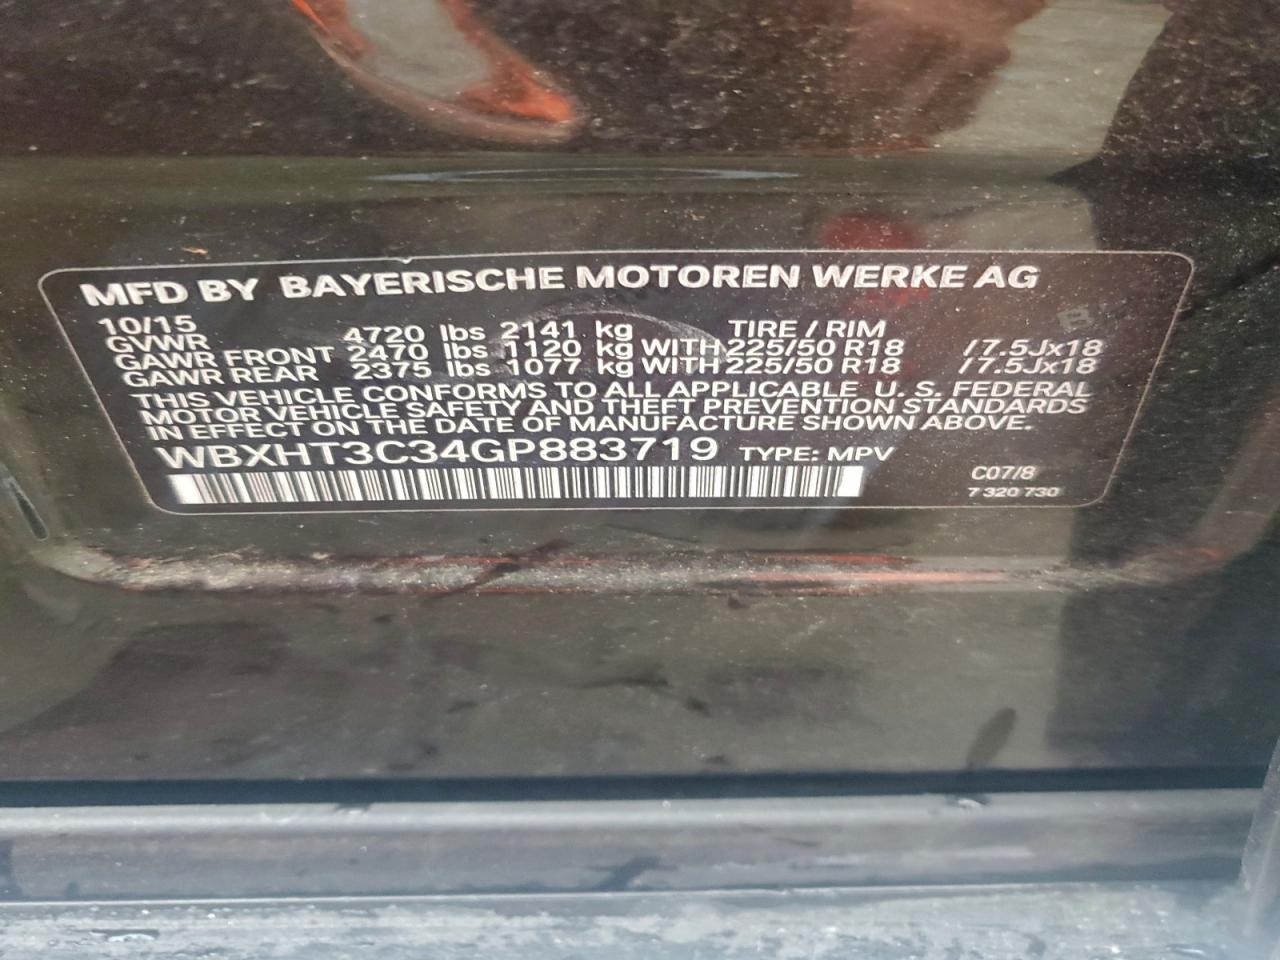 MFD BY BAYERISCHE MOTOREN WERKE AG
10/15 TIRE / RIM
GVWR 4720 lbs 2141 kg
GAWR FRONT 2470 lbs 1120 kg WITH 225/50 R18 /7.5Jx18
GAWR REAR 2375 lbs 1077 kg WITH 225/50 R18 /7.5Jx18
THIS VEHICLE CONFORMS TO ALL APPLICABLE U. S. FEDERAL
MOTOR VEHICLE SAFETY AND THEFT PREVENTION STANDARDS
IN EFFECT ON THE DATE OF MANUFACTURE SHOWN ABOVE.
WBXHT3C34GP883719 TYPE: MPV
C07/8
7 320 730